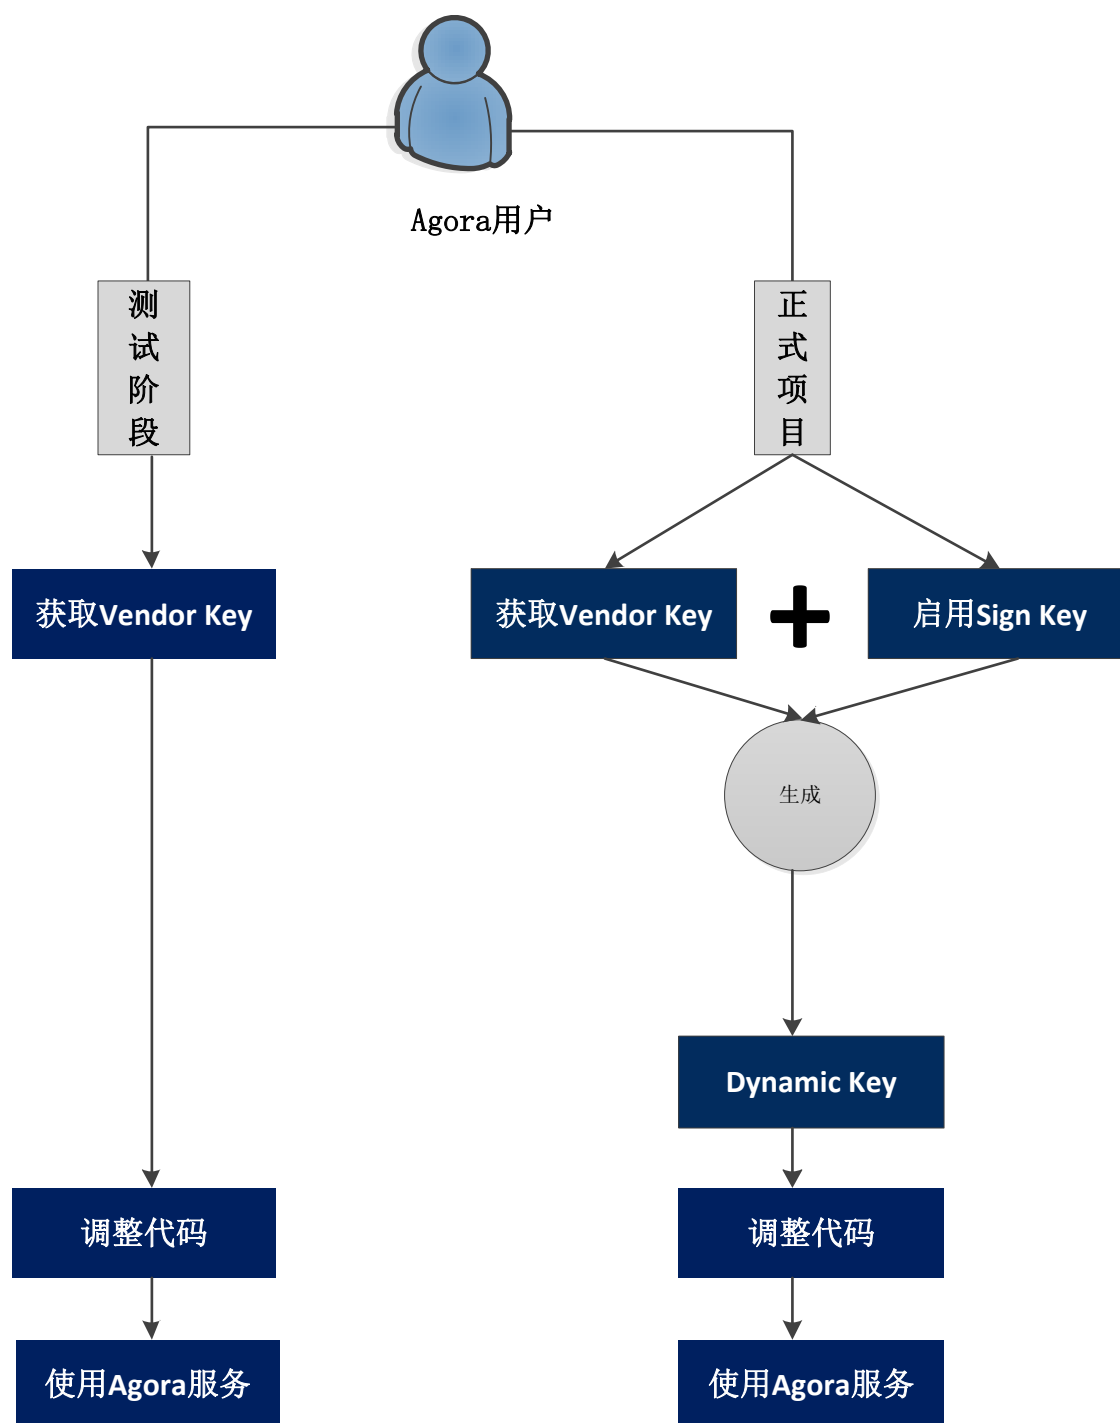 Agora用户
测试阶段
正式项目
获取Vendor Key
获取Vendor Key
启用Sign Key
生成
Dynamic Key
调整代码
调整代码
使用Agora服务
使用Agora服务